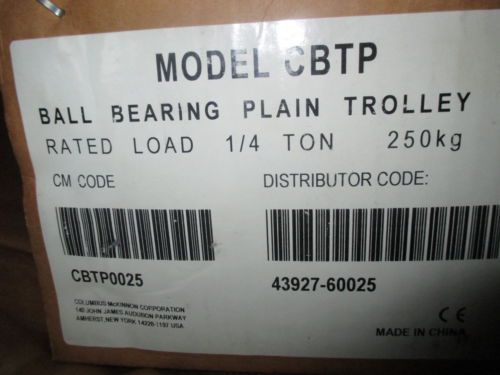 MODEL CBTP
BALL BEARING PLAIN TROLLEY
RATED LOAD 1/4 TON 250kg
CM CODE
DISTRIBUTOR CODE:
CBTP0025
43927-60025
COLUMBUS McKINNON CORPORATION
140 JOHN JAMES AUDUBON PARKWAY
AMHERST, NEW YORK 14228-1197 USA
CE
MADE IN CHINA